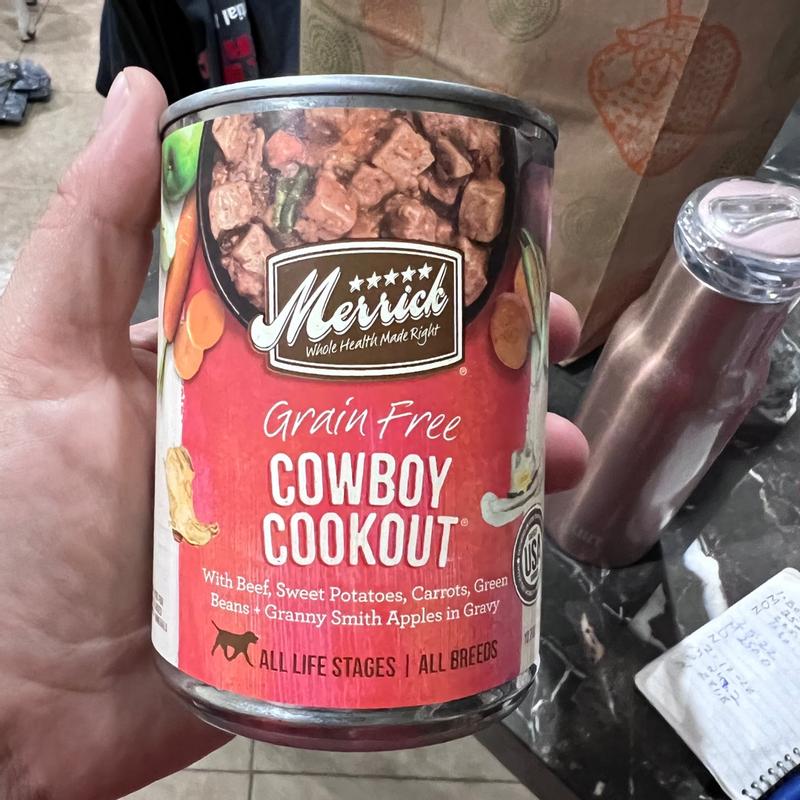 Merrick
Whole Health Made Right
Grain Free
COWBOY
COOKOUT
With Beef, Sweet Potatoes, Carrots, Green
Beans + Granny Smith Apples in Gravy
ALL LIFE STAGES | ALL BREEDS
USA